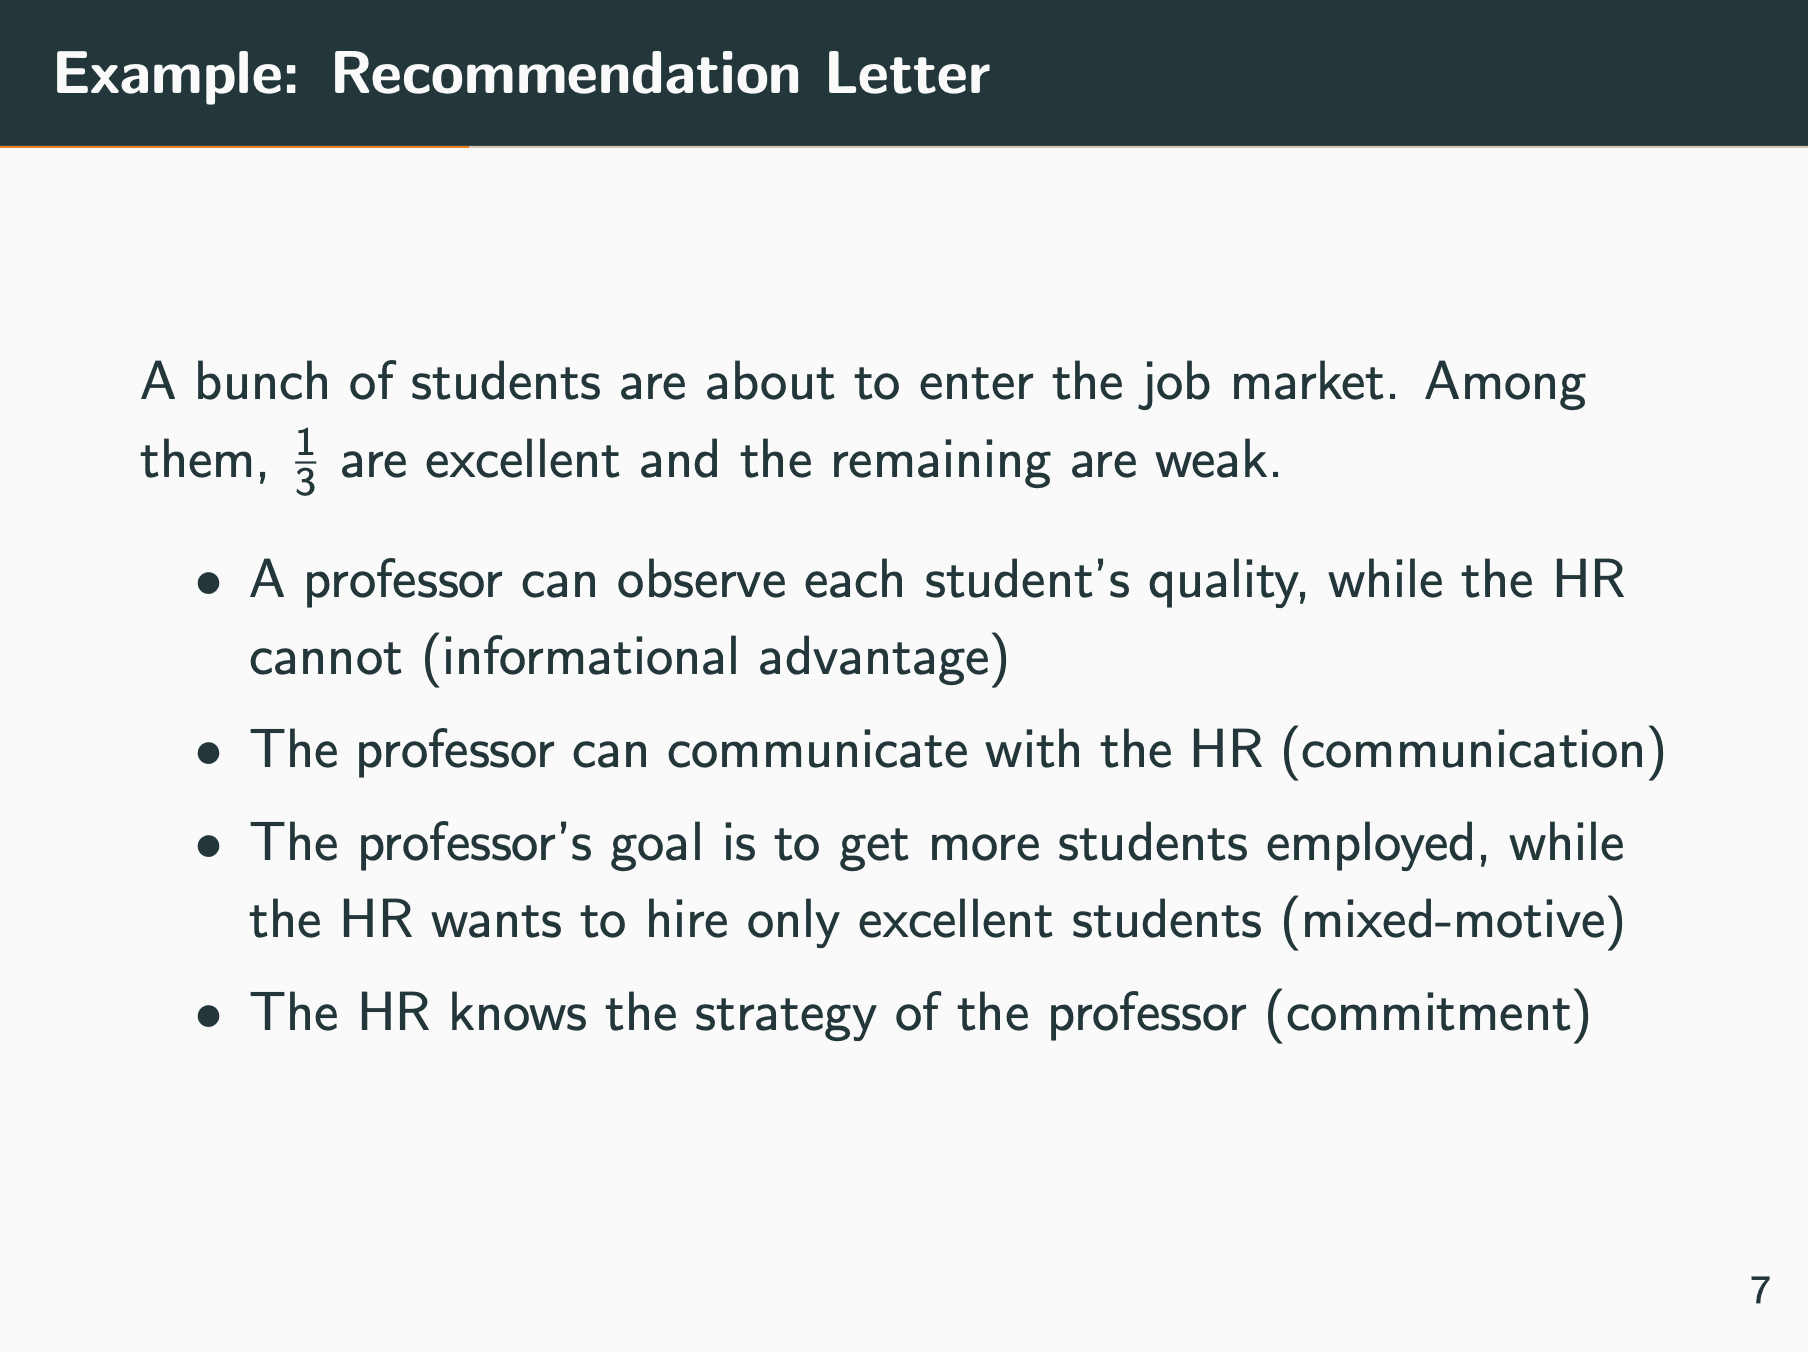 Example: Recommendation Letter
A bunch of students are about to enter the job market. Among
them, 1/3 are excellent and the remaining are weak.
• A professor can observe each student's quality, while the HR
cannot (informational advantage)
• The professor can communicate with the HR (communication)
• The professor's goal is to get more students employed, while
the HR wants to hire only excellent students (mixed-motive)
• The HR knows the strategy of the professor (commitment)
7